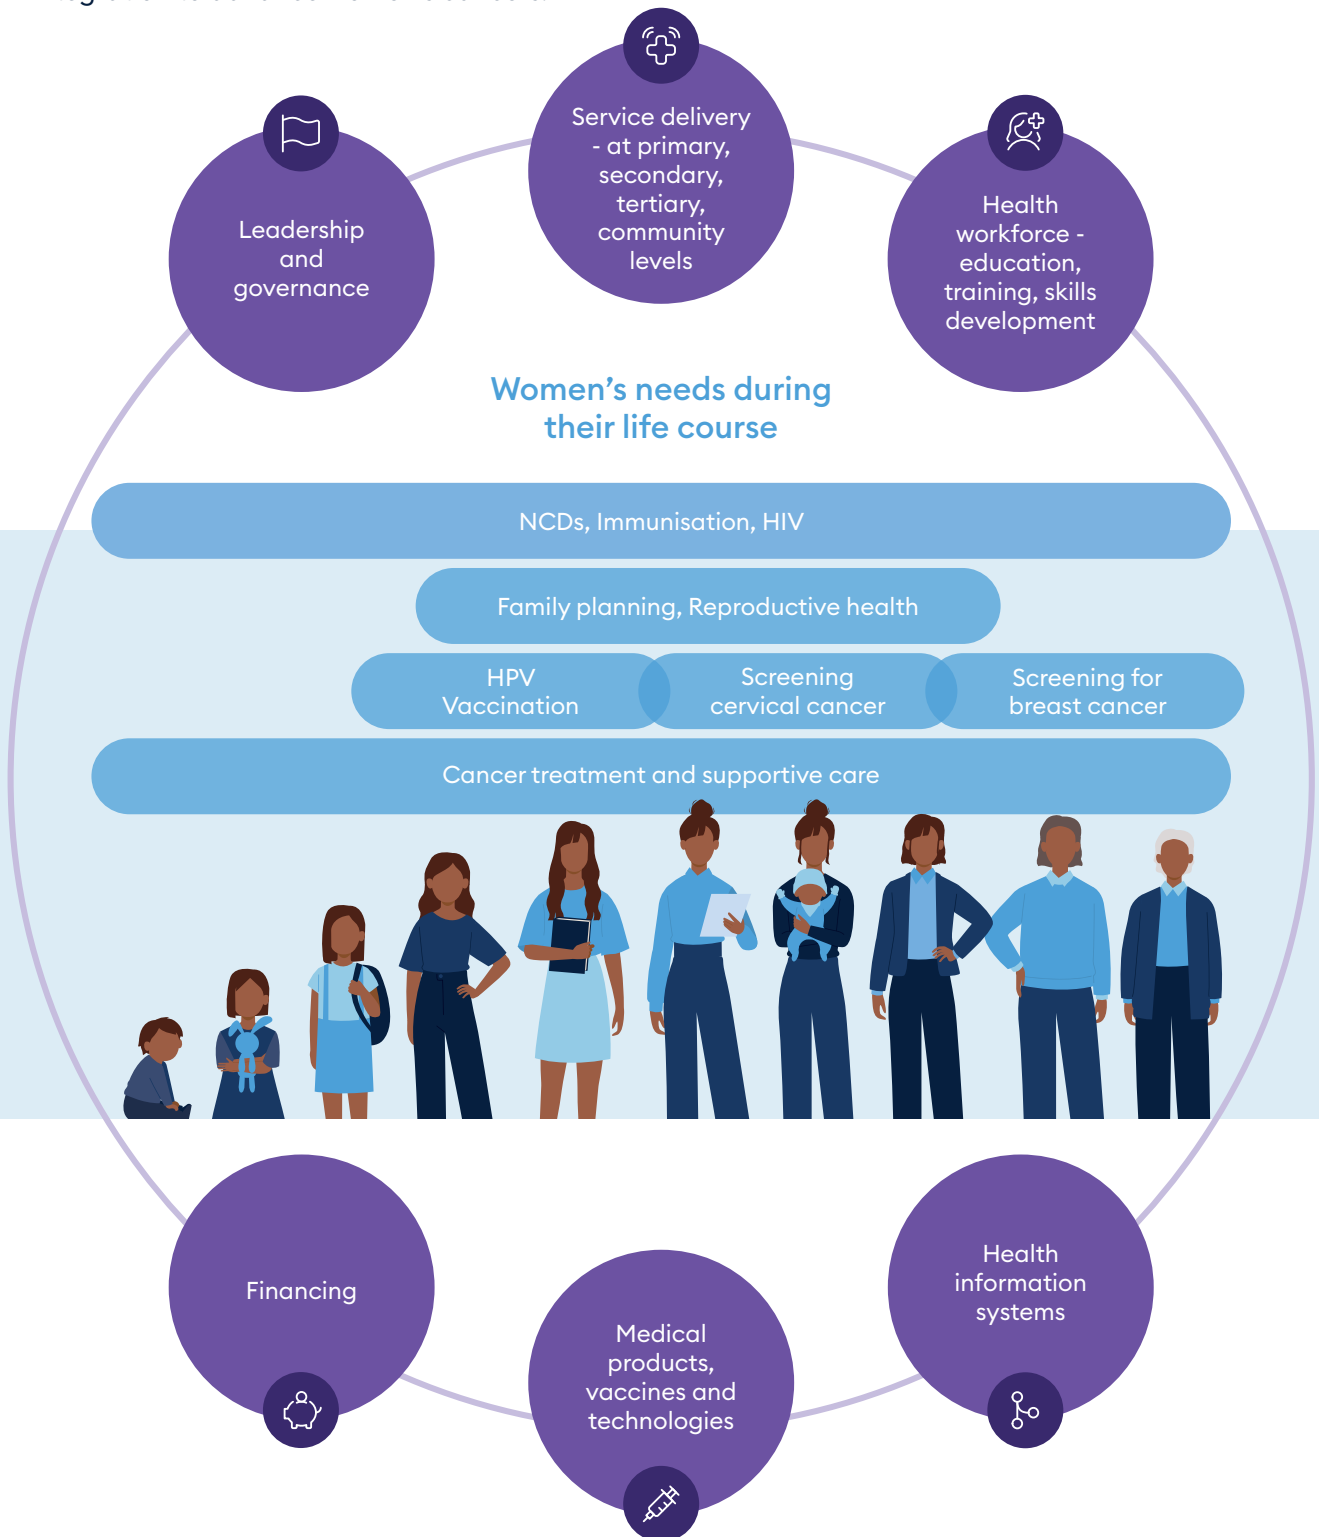 Service delivery
- at primary,
secondary,
tertiary,
community
levels
Leadership
and
governance
Health
workforce -
education,
training, skills
development
Women’s needs during
their life course
NCDs, Immunisation, HIV
Family planning, Reproductive health
HPV
Vaccination
Screening
cervical cancer
Screening for
breast cancer
Cancer treatment and supportive care
Financing
Medical
products,
vaccines and
technologies
Health
information
systems